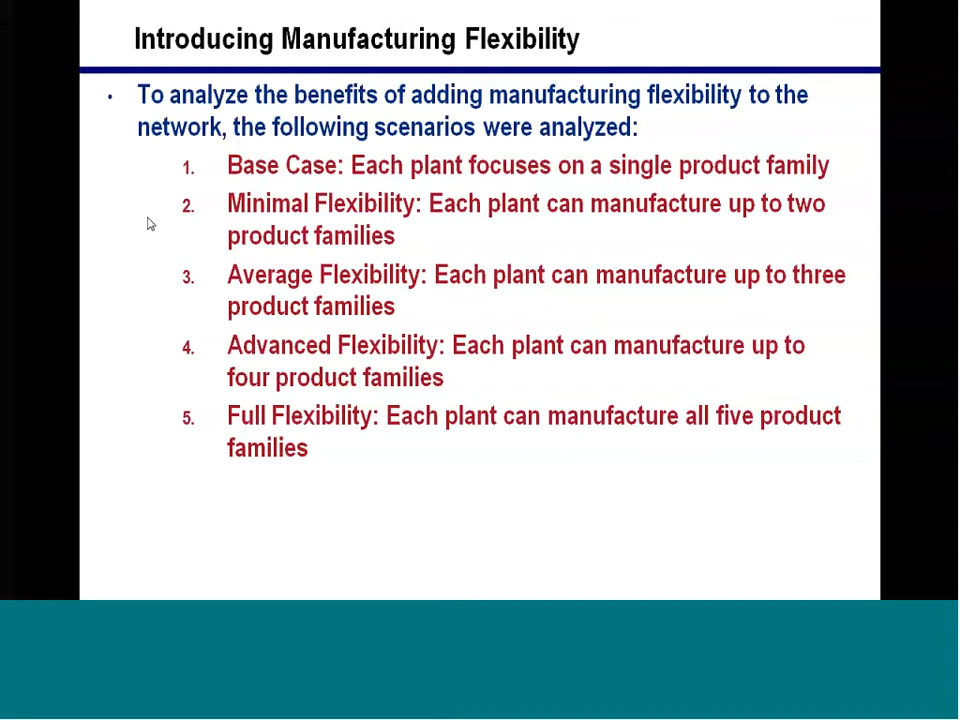 Introducing Manufacturing Flexibility
• To analyze the benefits of adding manufacturing flexibility to the
network, the following scenarios were analyzed:
1. Base Case: Each plant focuses on a single product family
2. Minimal Flexibility: Each plant can manufacture up to two
product families
3. Average Flexibility: Each plant can manufacture up to three
product families
4. Advanced Flexibility: Each plant can manufacture up to
four product families
5. Full Flexibility: Each plant can manufacture all five product
families